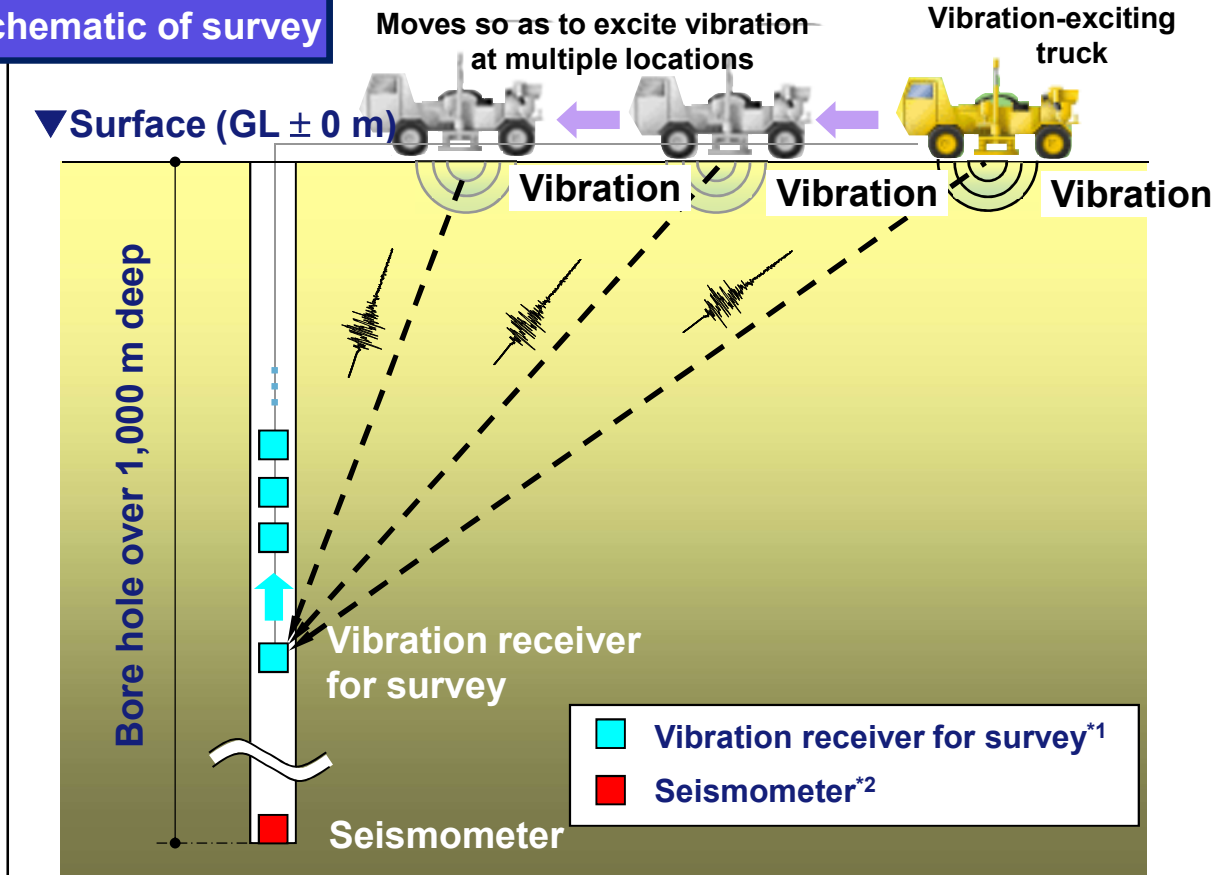 chematic of survey
Moves so as to excite vibration
at multiple locations
Vibration-exciting
truck
▼Surface (GL ± 0 m)
Vibration
Vibration
Vibration
Bore hole over 1,000 m deep
Vibration receiver
for survey
Vibration receiver for survey*1
Seismometer*2
Seismometer